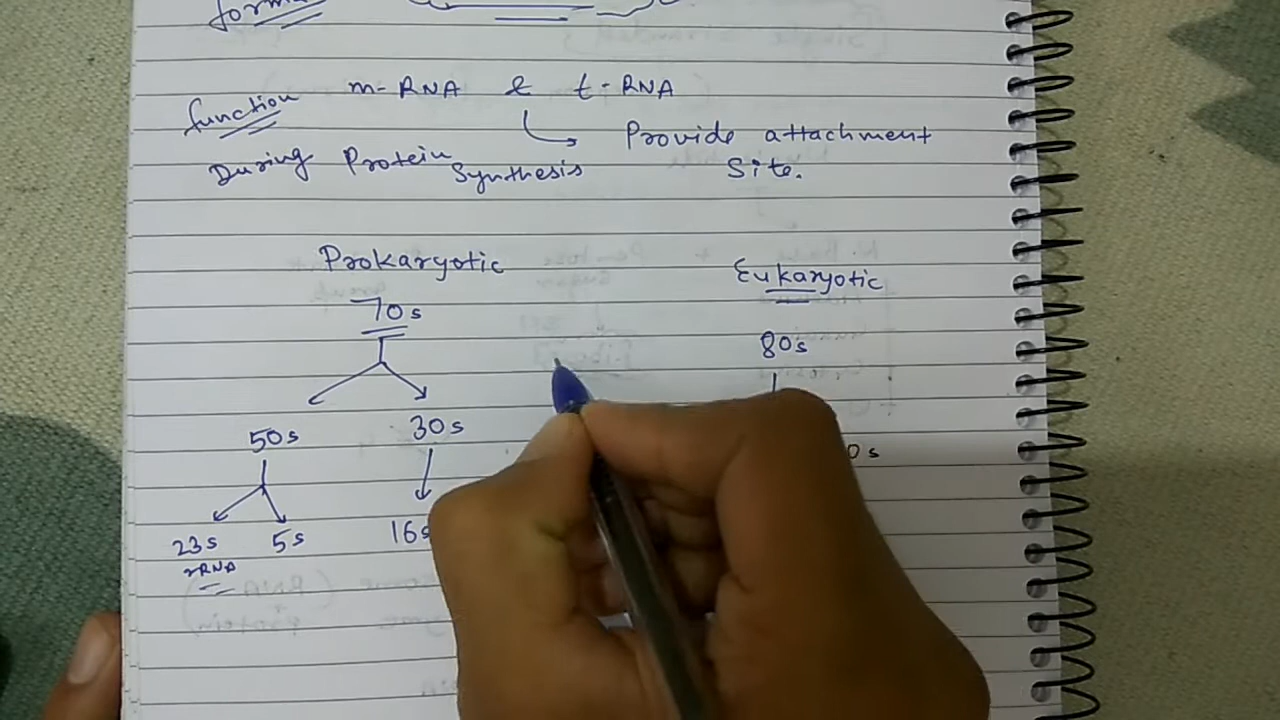 function m-RNA & t-RNA
Provide attachment
During Protein Synthesis Site.
Prokaryotic Eukaryotic
70s 80s
50s 30s 0s
23s 5s 16s
rRNA